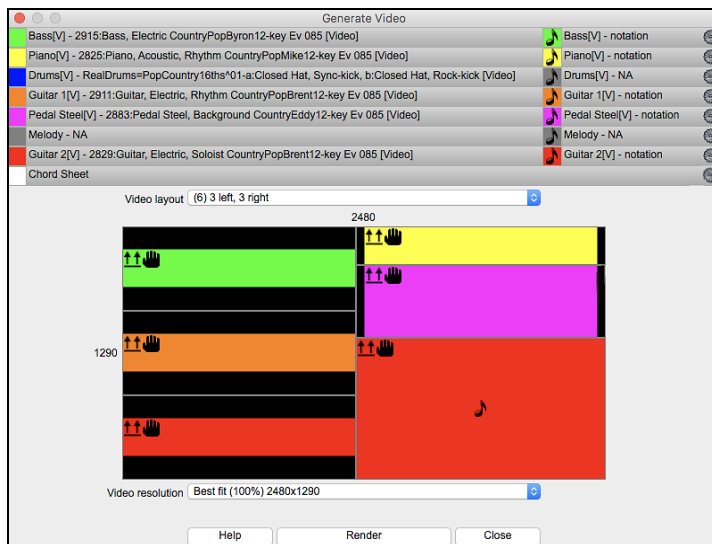 Generate Video
Bass[V] - 2915:Bass, Electric CountryPopByron12-key Ev 085 [Video] Bass[V] - notation
Piano[V] - 2825:Piano, Acoustic, Rhythm CountryPopMike12-key Ev 085 [Video] Piano[V] - notation
Drums[V] - RealDrums=PopCountry16ths^01-a:Closed Hat, Sync-kick, b:Closed Hat, Rock-kick [Video] Drums[V] - NA
Guitar 1[V] - 2911:Guitar, Electric, Rhythm CountryPopBrent12-key Ev 085 [Video] Guitar 1[V] - notation
Pedal Steel[V] - 2883:Pedal Steel, Background CountryEddy12-key Ev 085 [Video] Pedal Steel[V] - notation
Melody - NA Melody - NA
Guitar 2[V] - 2829:Guitar, Electric, Soloist CountryPopBrent12-key Ev 085 [Video] Guitar 2[V] - notation
Chord Sheet
Video layout (6) 3 left, 3 right
2480
1290
Video resolution Best fit (100%) 2480x1290
Help Render Close